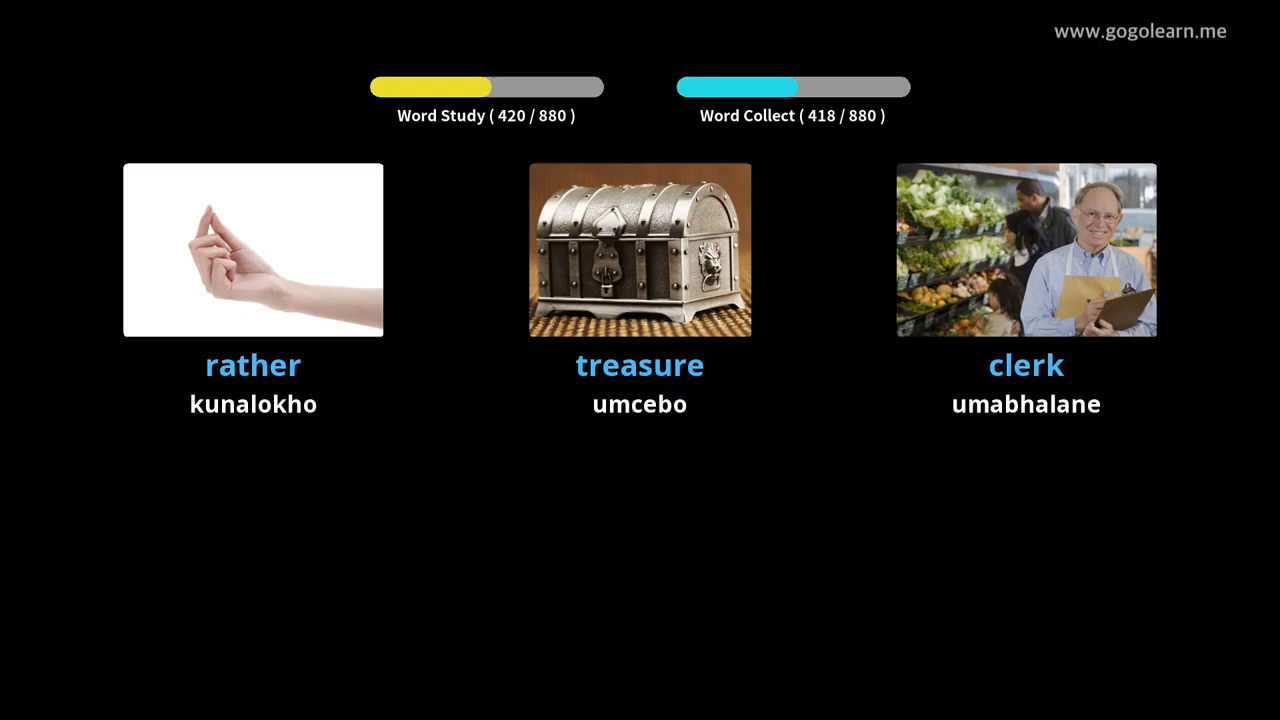 www.gogolearn.me
Word Study ( 420 / 880 )
Word Collect ( 418 / 880 )
rather
treasure
clerk
kunalokho
umcebo
umabhalane